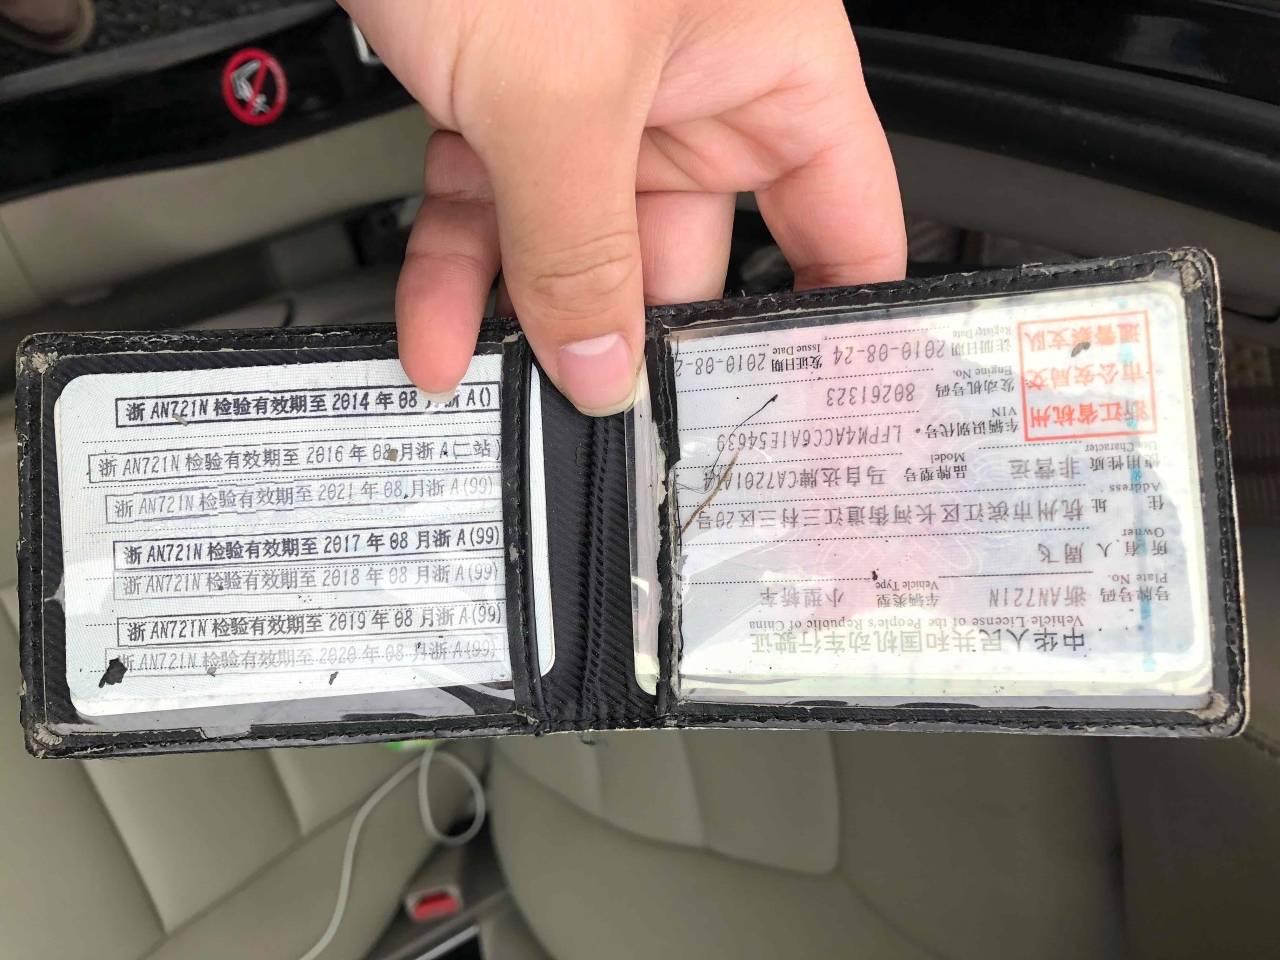 浙 AN721N 检验有效期至 2014 年 08 月浙 A()
浙 AN721N 检验有效期至 2016 年 08 月浙 A(二站)
浙 AN721N 检验有效期至 2021 年 08 月浙 A(99)
浙 AN721N 检验有效期至 2017 年 08 月浙 A(99)
浙 AN721N 检验有效期至 2018 年 08 月浙 A(99)
浙 AN721N 检验有效期至 2019 年 08 月浙 A(99)
浙 AN721N 检验有效期至 2020 年 08 月浙 A(99)
中华人民共和国机动车行驶证
Vehicle License of the People's Republic of China
号牌号码 浙AN721N 车辆类型 小型轿车
Plate No. Vehicle Type
所有人 周飞
Owner
住址 杭州市滨江区长河街道江三村三区20号
Address
使用性质 非营运 品牌型号 马自达牌CA7201AT4
Use Character Model
浙江省杭州
市公安局交
通警察支队
车辆识别代号 LFPM4ACC6A1E54639
VIN
发动机号码 80261323
Engine No.
注册日期 2010-08-24 发证日期 2010-08-2
Register Date Issue Date